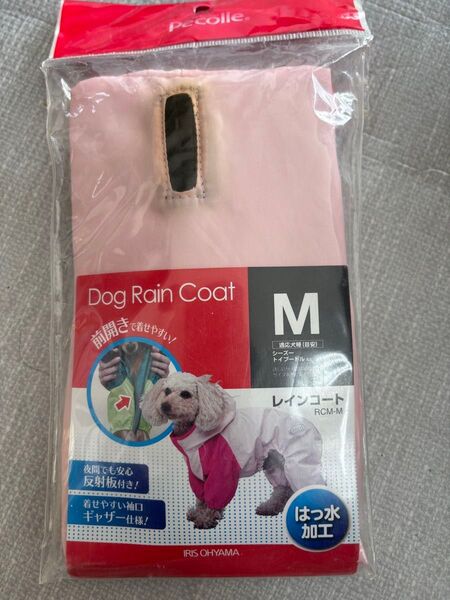 Pecolle.
Dog Rain Coat
M
前開きで着せやすい!
適応犬種(目安)
シーズー
トイプードル
レインコート
RCM-M
夜間でも安心
反射板付き!
着せやすい袖口
ギャザー仕様!
はっ水
加工
IRIS OHYAMA